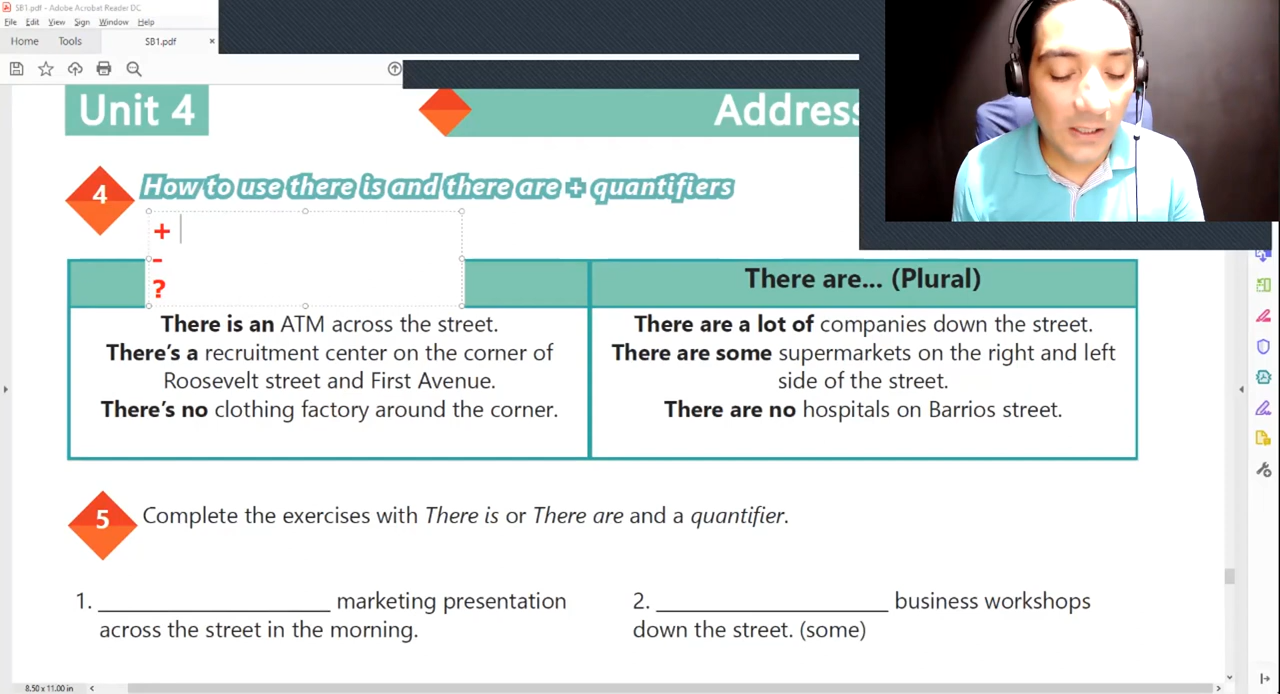 SB1.pdf - Adobe Acrobat Reader DC
File Edit View Sign Window Help
Home Tools SB1.pdf ×
Unit 4
Address
4 How to use there is and there are + quantifiers
+
-
?
There are... (Plural)
There is an ATM across the street.
There's a recruitment center on the corner of
Roosevelt street and First Avenue.
There's no clothing factory around the corner.
There are a lot of companies down the street.
There are some supermarkets on the right and left
side of the street.
There are no hospitals on Barrios street.
5 Complete the exercises with There is or There are and a quantifier.
1. ____________________ marketing presentation
across the street in the morning.
2. ____________________ business workshops
down the street. (some)
8.50 x 11.00 in